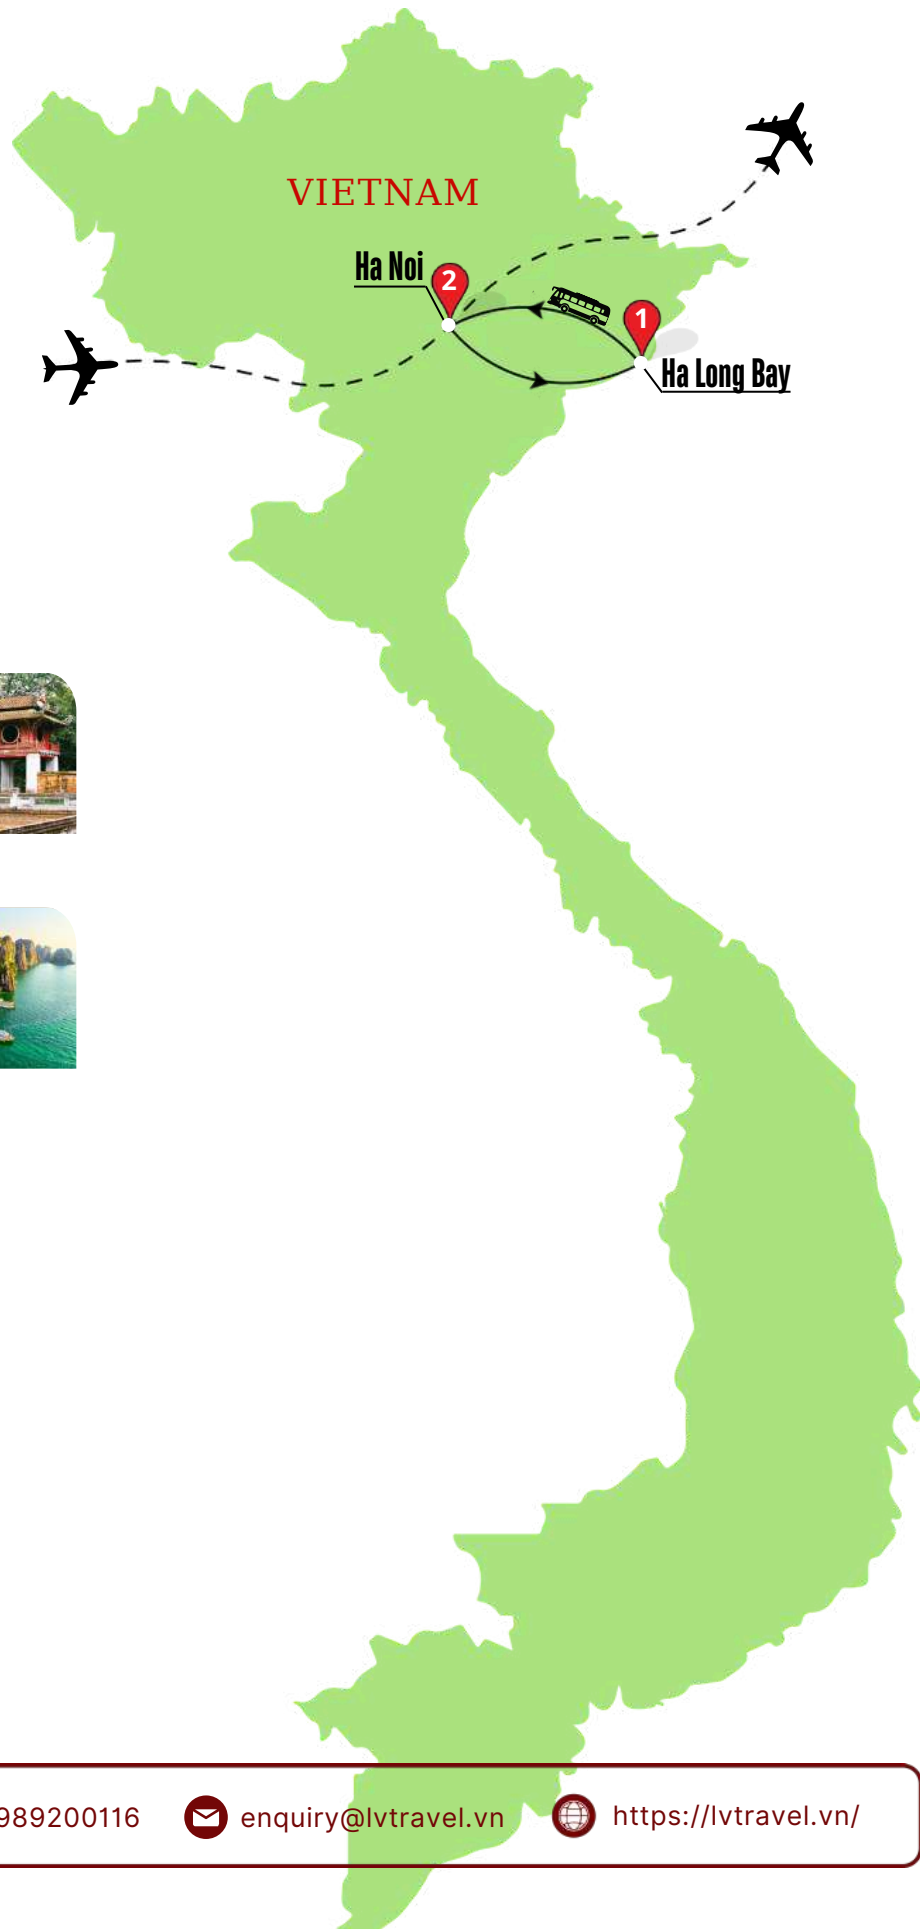 VIETNAM
Ha Noi
2
1
Ha Long Bay
989200116
enquiry@lvtravel.vn
https://lvtravel.vn/